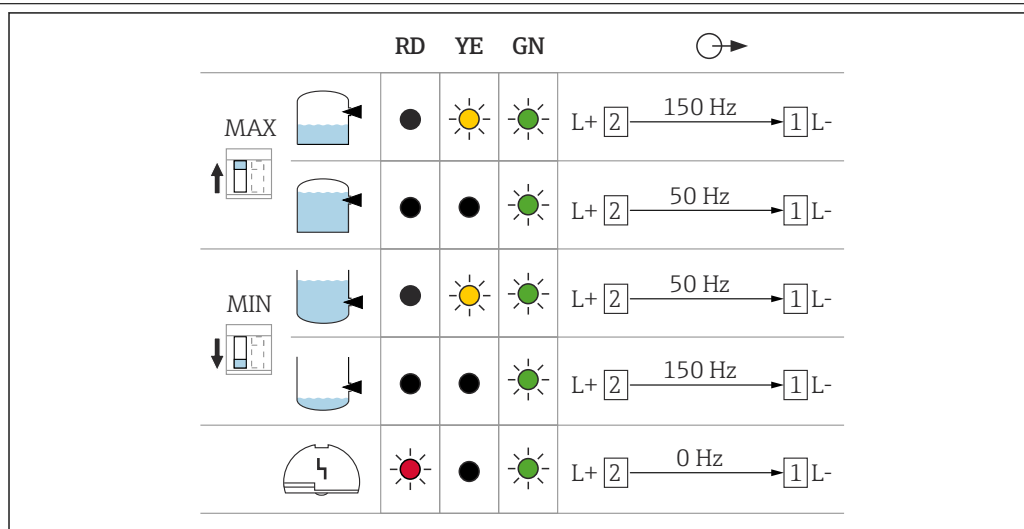 RD YE GN
MAX
L+ 2 150 Hz 1 L-
L+ 2 50 Hz 1 L-
MIN
L+ 2 50 Hz 1 L-
L+ 2 150 Hz 1 L-
L+ 2 0 Hz 1 L-